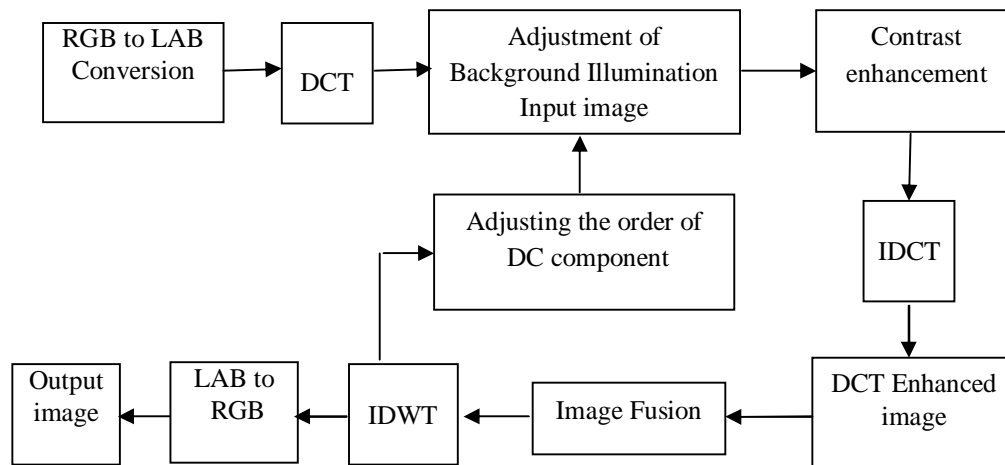 RGB to LAB
Conversion
DCT
Adjustment of
Background Illumination
Input image
Contrast
enhancement
Adjusting the order of
DC component
IDCT
Output
image
LAB to
RGB
IDWT
Image Fusion
DCT Enhanced
image